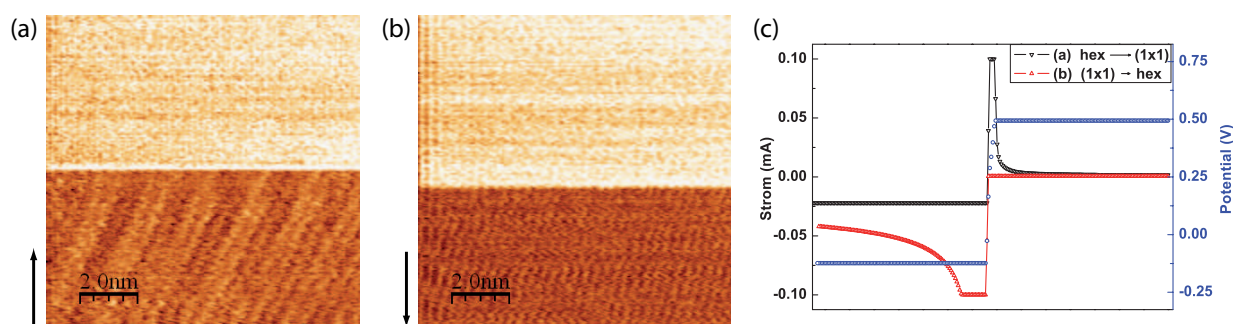 (a)
2.0nm
(b)
2.0nm
(c)
(a) hex → (1x1)
(b) (1x1) → hex
0.10
0.05
0.00
-0.05
-0.10
Strom (mA)
0.75
0.50
0.25
0.00
-0.25
Potential (V)